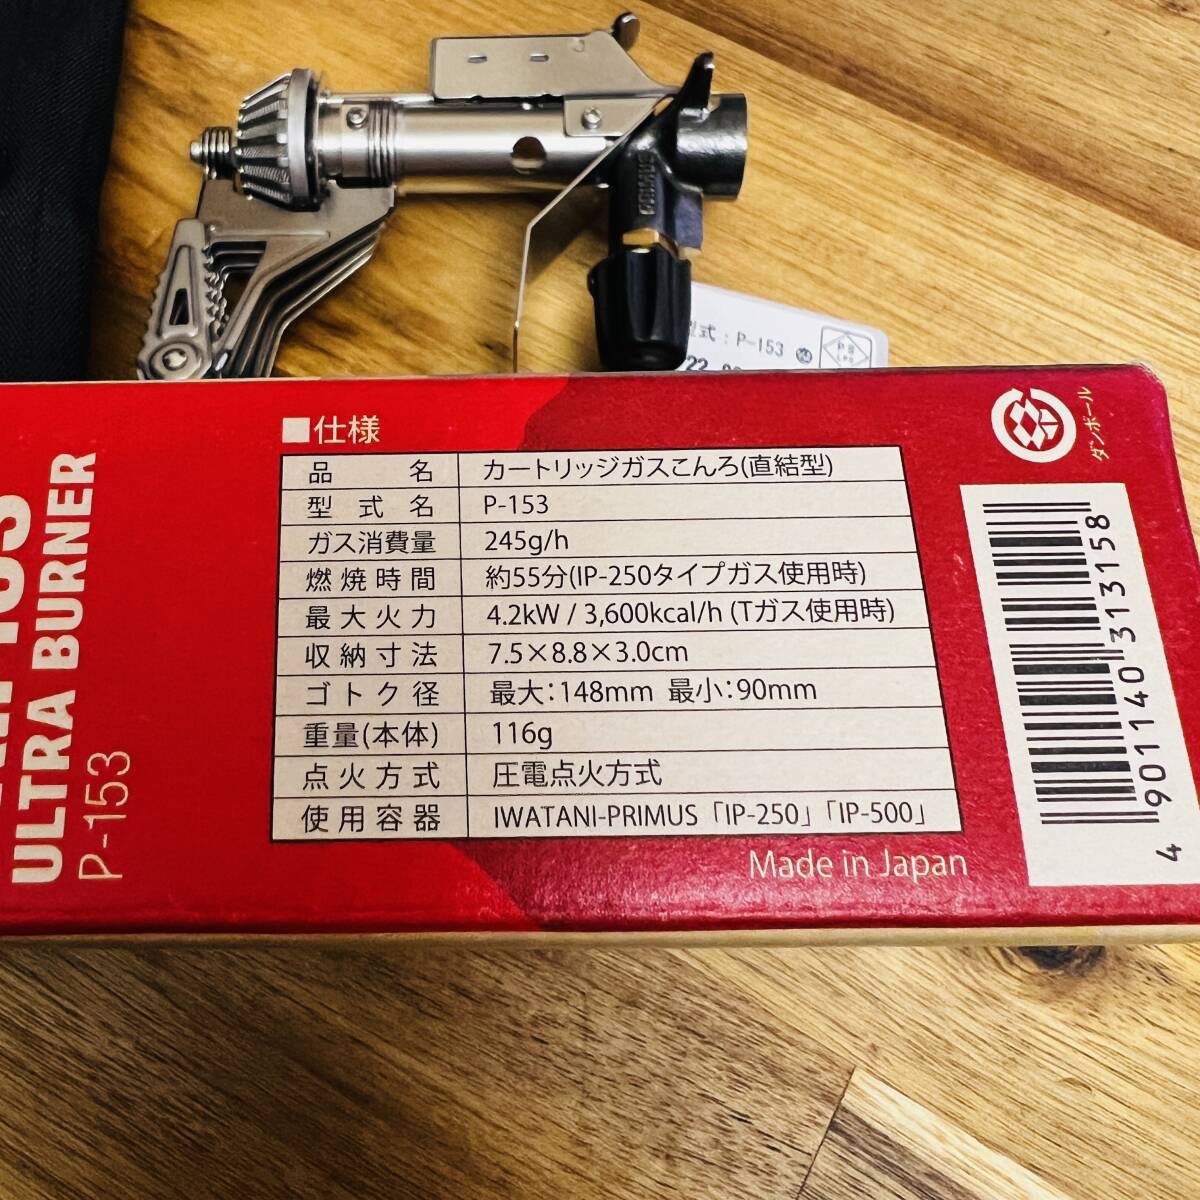 PRIMUS
型式：P-153
■仕様
品名 カートリッジガスこんろ(直結型)
型式名 P-153
ガス消費量 245g/h
燃焼時間 約55分(IP-250タイプガス使用時)
最大火力 4.2kW / 3,600kcal/h (Tガス使用時)
収納寸法 7.5×8.8×3.0cm
ゴトク径 最大：148mm 最小：90mm
重量(本体) 116g
点火方式 圧電点火方式
使用容器 IWATANI-PRIMUS「IP-250」「IP-500」
Made in Japan
ULTRA BURNER
P-153
ダンボール
4 901140 313158